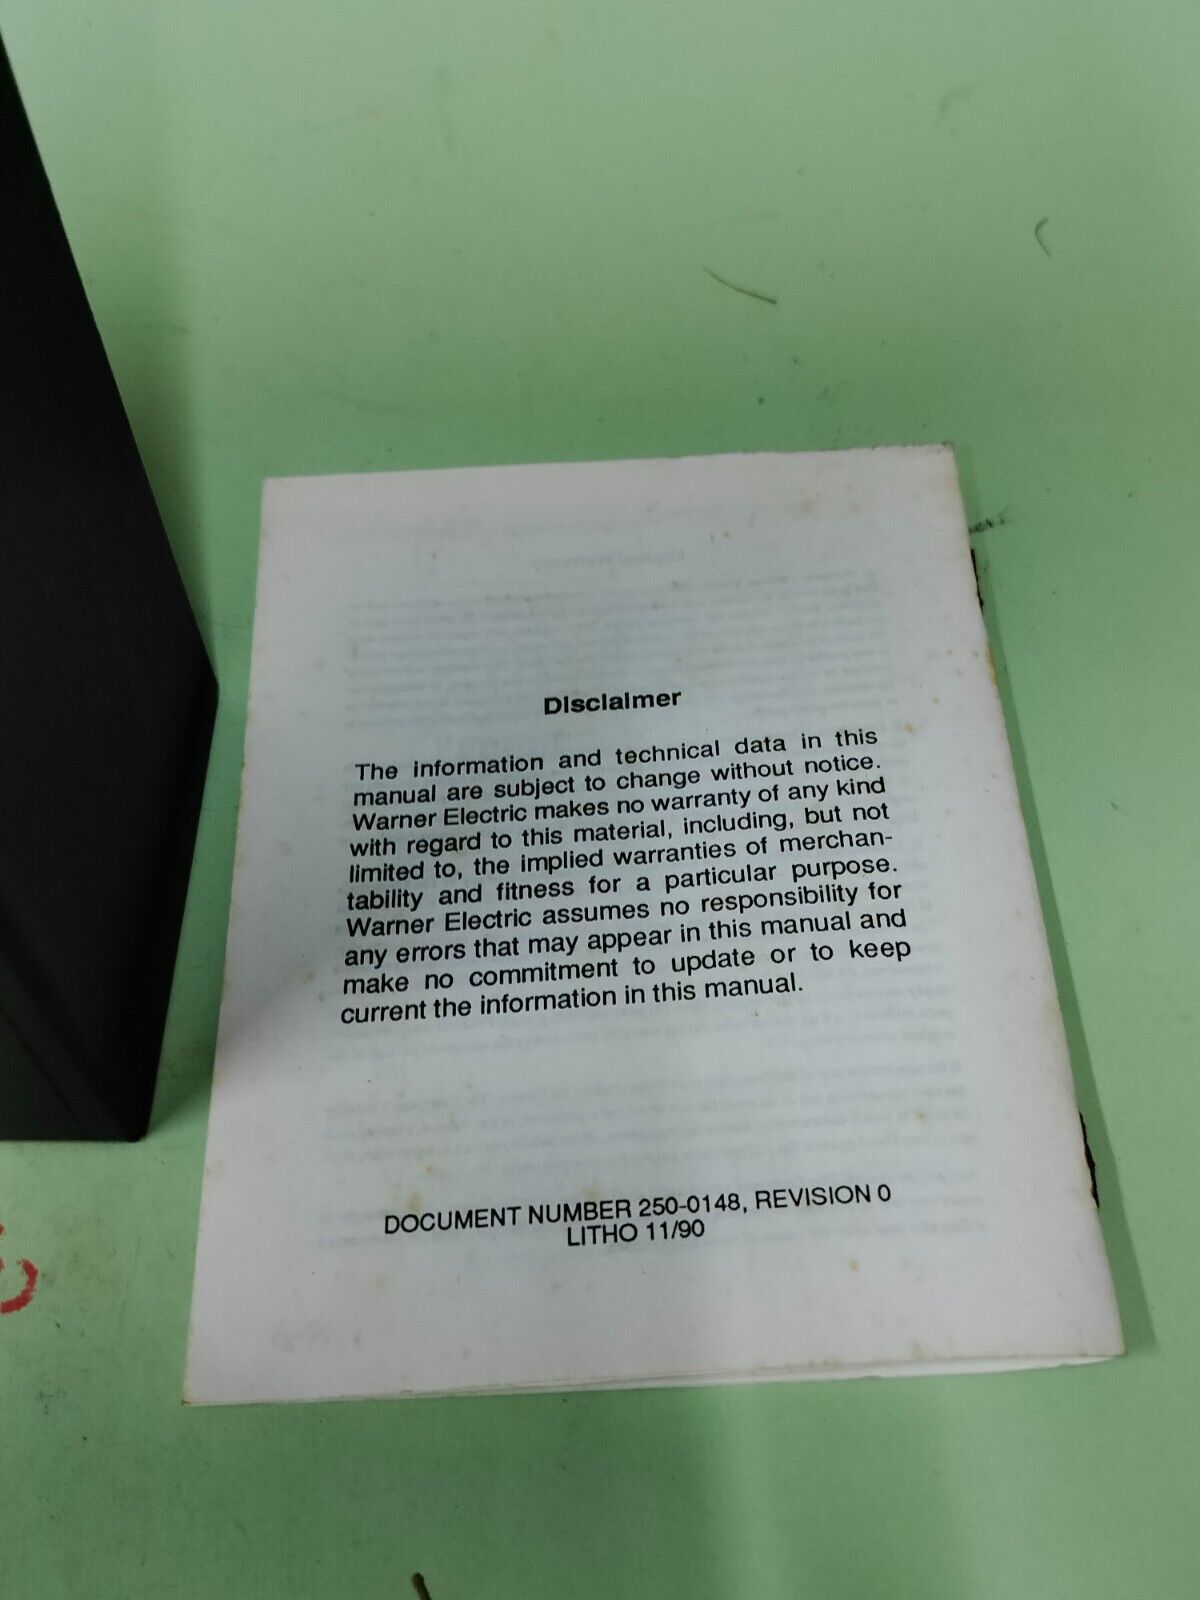 Disclaimer
The information and technical data in this
manual are subject to change without notice.
Warner Electric makes no warranty of any kind
with regard to this material, including, but not
limited to, the implied warranties of merchan-
tability and fitness for a particular purpose.
Warner Electric assumes no responsibility for
any errors that may appear in this manual and
make no commitment to update or to keep
current the information in this manual.
DOCUMENT NUMBER 250-0148, REVISION 0
LITHO 11/90